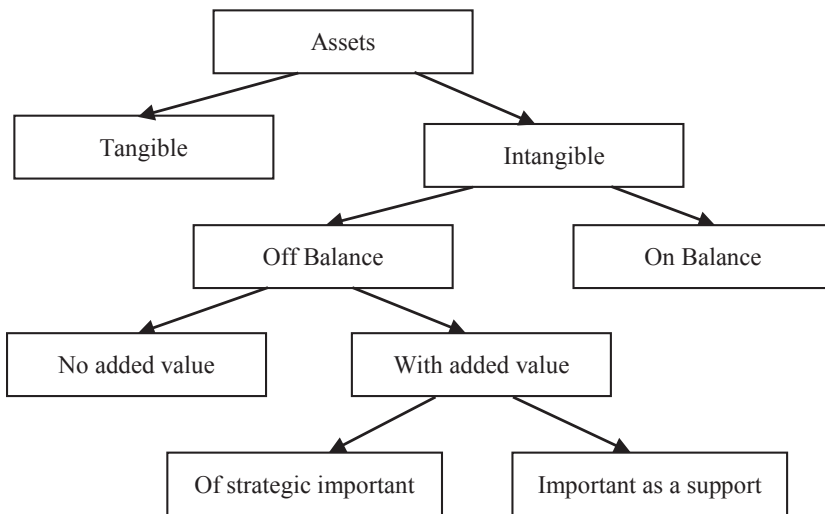 Assets
Tangible
Intangible
Off Balance
On Balance
No added value
With added value
Of strategic important
Important as a support